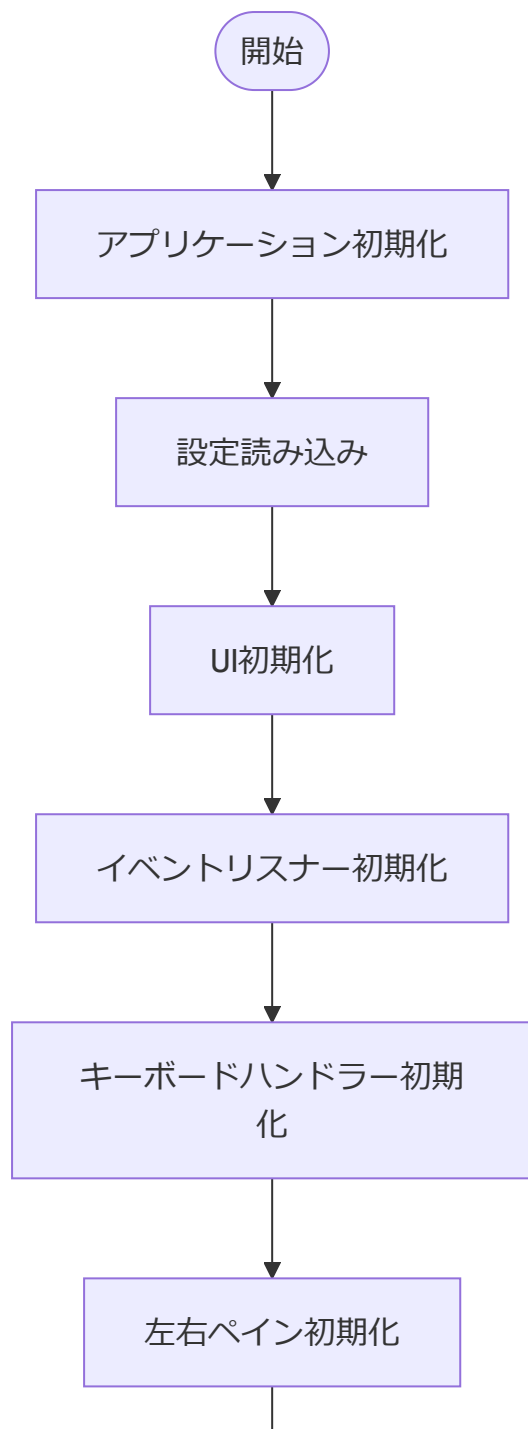 開始
アプリケーション初期化
設定読み込み
UI初期化
イベントリスナー初期化
キーボードハンドラー初期
化
左右ペイン初期化